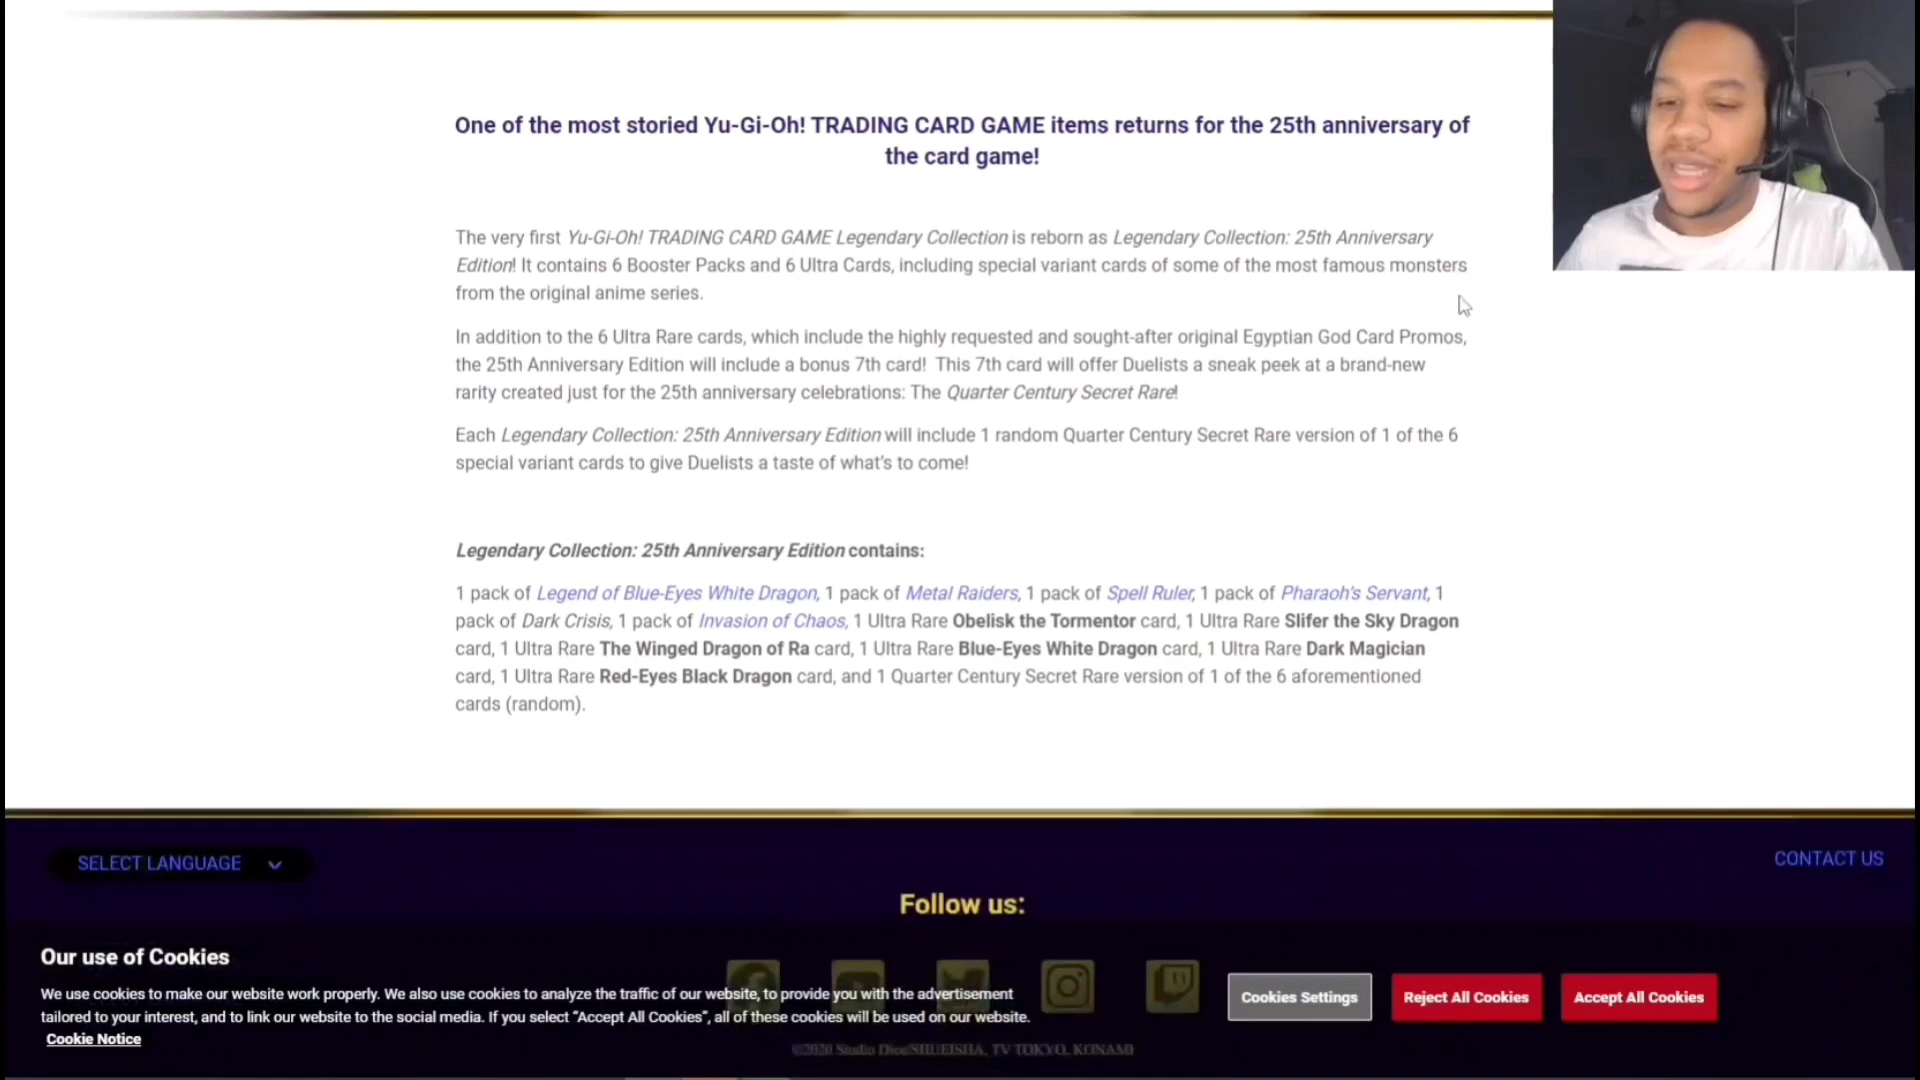 One of the most storied Yu-Gi-Oh! TRADING CARD GAME items returns for the 25th anniversary of
the card game!
The very first Yu-Gi-Oh! TRADING CARD GAME Legendary Collection is reborn as Legendary Collection: 25th Anniversary
Edition! It contains 6 Booster Packs and 6 Ultra Cards, including special variant cards of some of the most famous monsters
from the original anime series.
In addition to the 6 Ultra Rare cards, which include the highly requested and sought-after original Egyptian God Card Promos,
the 25th Anniversary Edition will include a bonus 7th card! This 7th card will offer Duelists a sneak peek at a brand-new
rarity created just for the 25th anniversary celebrations: The Quarter Century Secret Rare!
Each Legendary Collection: 25th Anniversary Edition will include 1 random Quarter Century Secret Rare version of 1 of the 6
special variant cards to give Duelists a taste of what's to come!
Legendary Collection: 25th Anniversary Edition contains:
1 pack of Legend of Blue-Eyes White Dragon, 1 pack of Metal Raiders, 1 pack of Spell Ruler, 1 pack of Pharaoh's Servant, 1
pack of Dark Crisis, 1 pack of Invasion of Chaos, 1 Ultra Rare Obelisk the Tormentor card, 1 Ultra Rare Slifer the Sky Dragon
card, 1 Ultra Rare The Winged Dragon of Ra card, 1 Ultra Rare Blue-Eyes White Dragon card, 1 Ultra Rare Dark Magician
card, 1 Ultra Rare Red-Eyes Black Dragon card, and 1 Quarter Century Secret Rare version of 1 of the 6 aforementioned
cards (random).
SELECT LANGUAGE
CONTACT US
Follow us:
Our use of Cookies
We use cookies to make our website work properly. We also use cookies to analyze the traffic of our website, to provide you with the advertisement
tailored to your interest, and to link our website to the social media. If you select "Accept All Cookies", all of these cookies will be used on our website.
Cookie Notice
Cookies Settings
Reject All Cookies
Accept All Cookies
©2020 Studio Dice/SHUEISHA, TV TOKYO, KONAMI